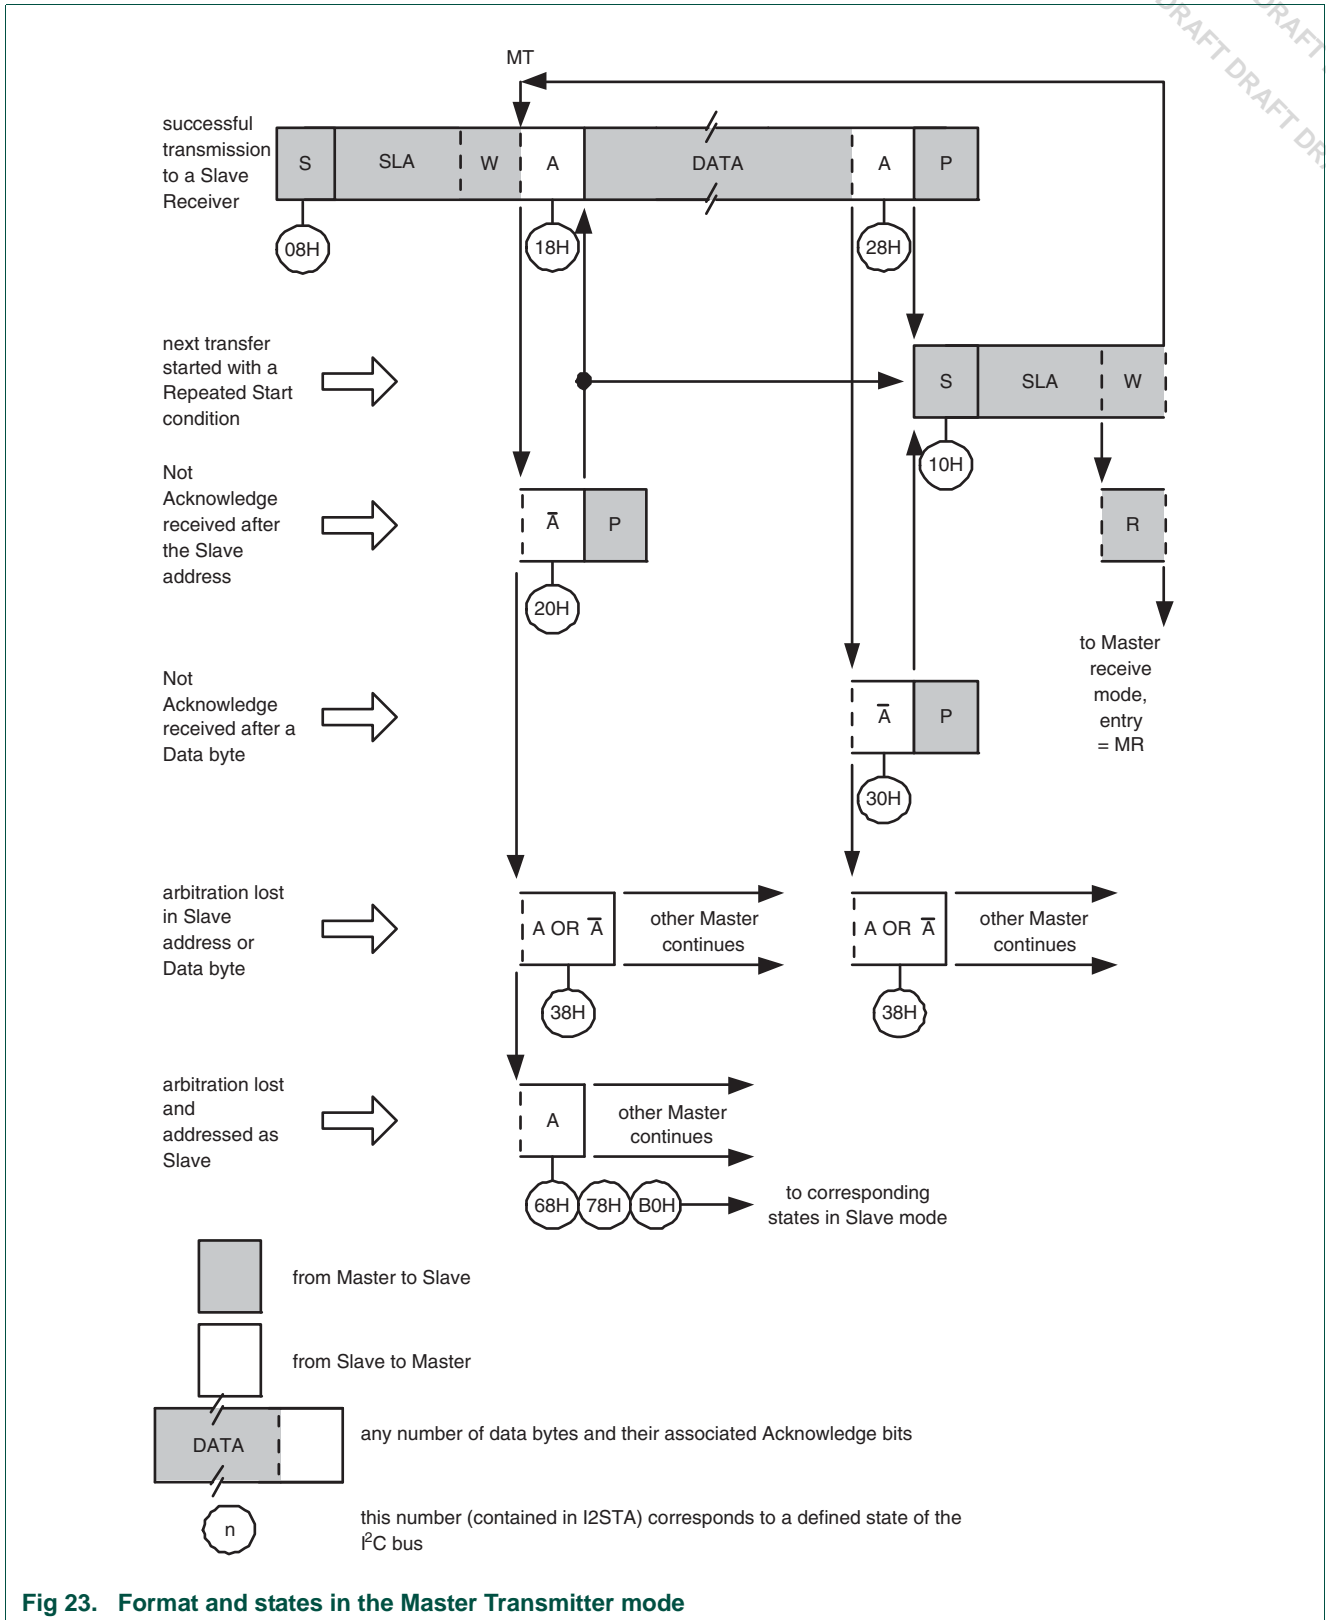 DRAFT DRAFT DR
DRAFT
MT
successful
transmission
to a Slave
Receiver
S
SLA
W
A
DATA
A
P
08H
18H
28H
next transfer
started with a
Repeated Start
condition
S
SLA
W
10H
Not
Acknowledge
received after
the Slave
address
A̅
P
R
20H
to Master
receive
mode,
entry
= MR
Not
Acknowledge
received after a
Data byte
A̅
P
30H
arbitration lost
in Slave
address or
Data byte
A OR A̅
other Master
continues
A OR A̅
other Master
continues
38H
38H
arbitration lost
and
addressed as
Slave
A
other Master
continues
68H
78H
B0H
to corresponding
states in Slave mode
from Master to Slave
from Slave to Master
DATA
any number of data bytes and their associated Acknowledge bits
n
this number (contained in I2STA) corresponds to a defined state of the
I²C bus
Fig 23. Format and states in the Master Transmitter mode